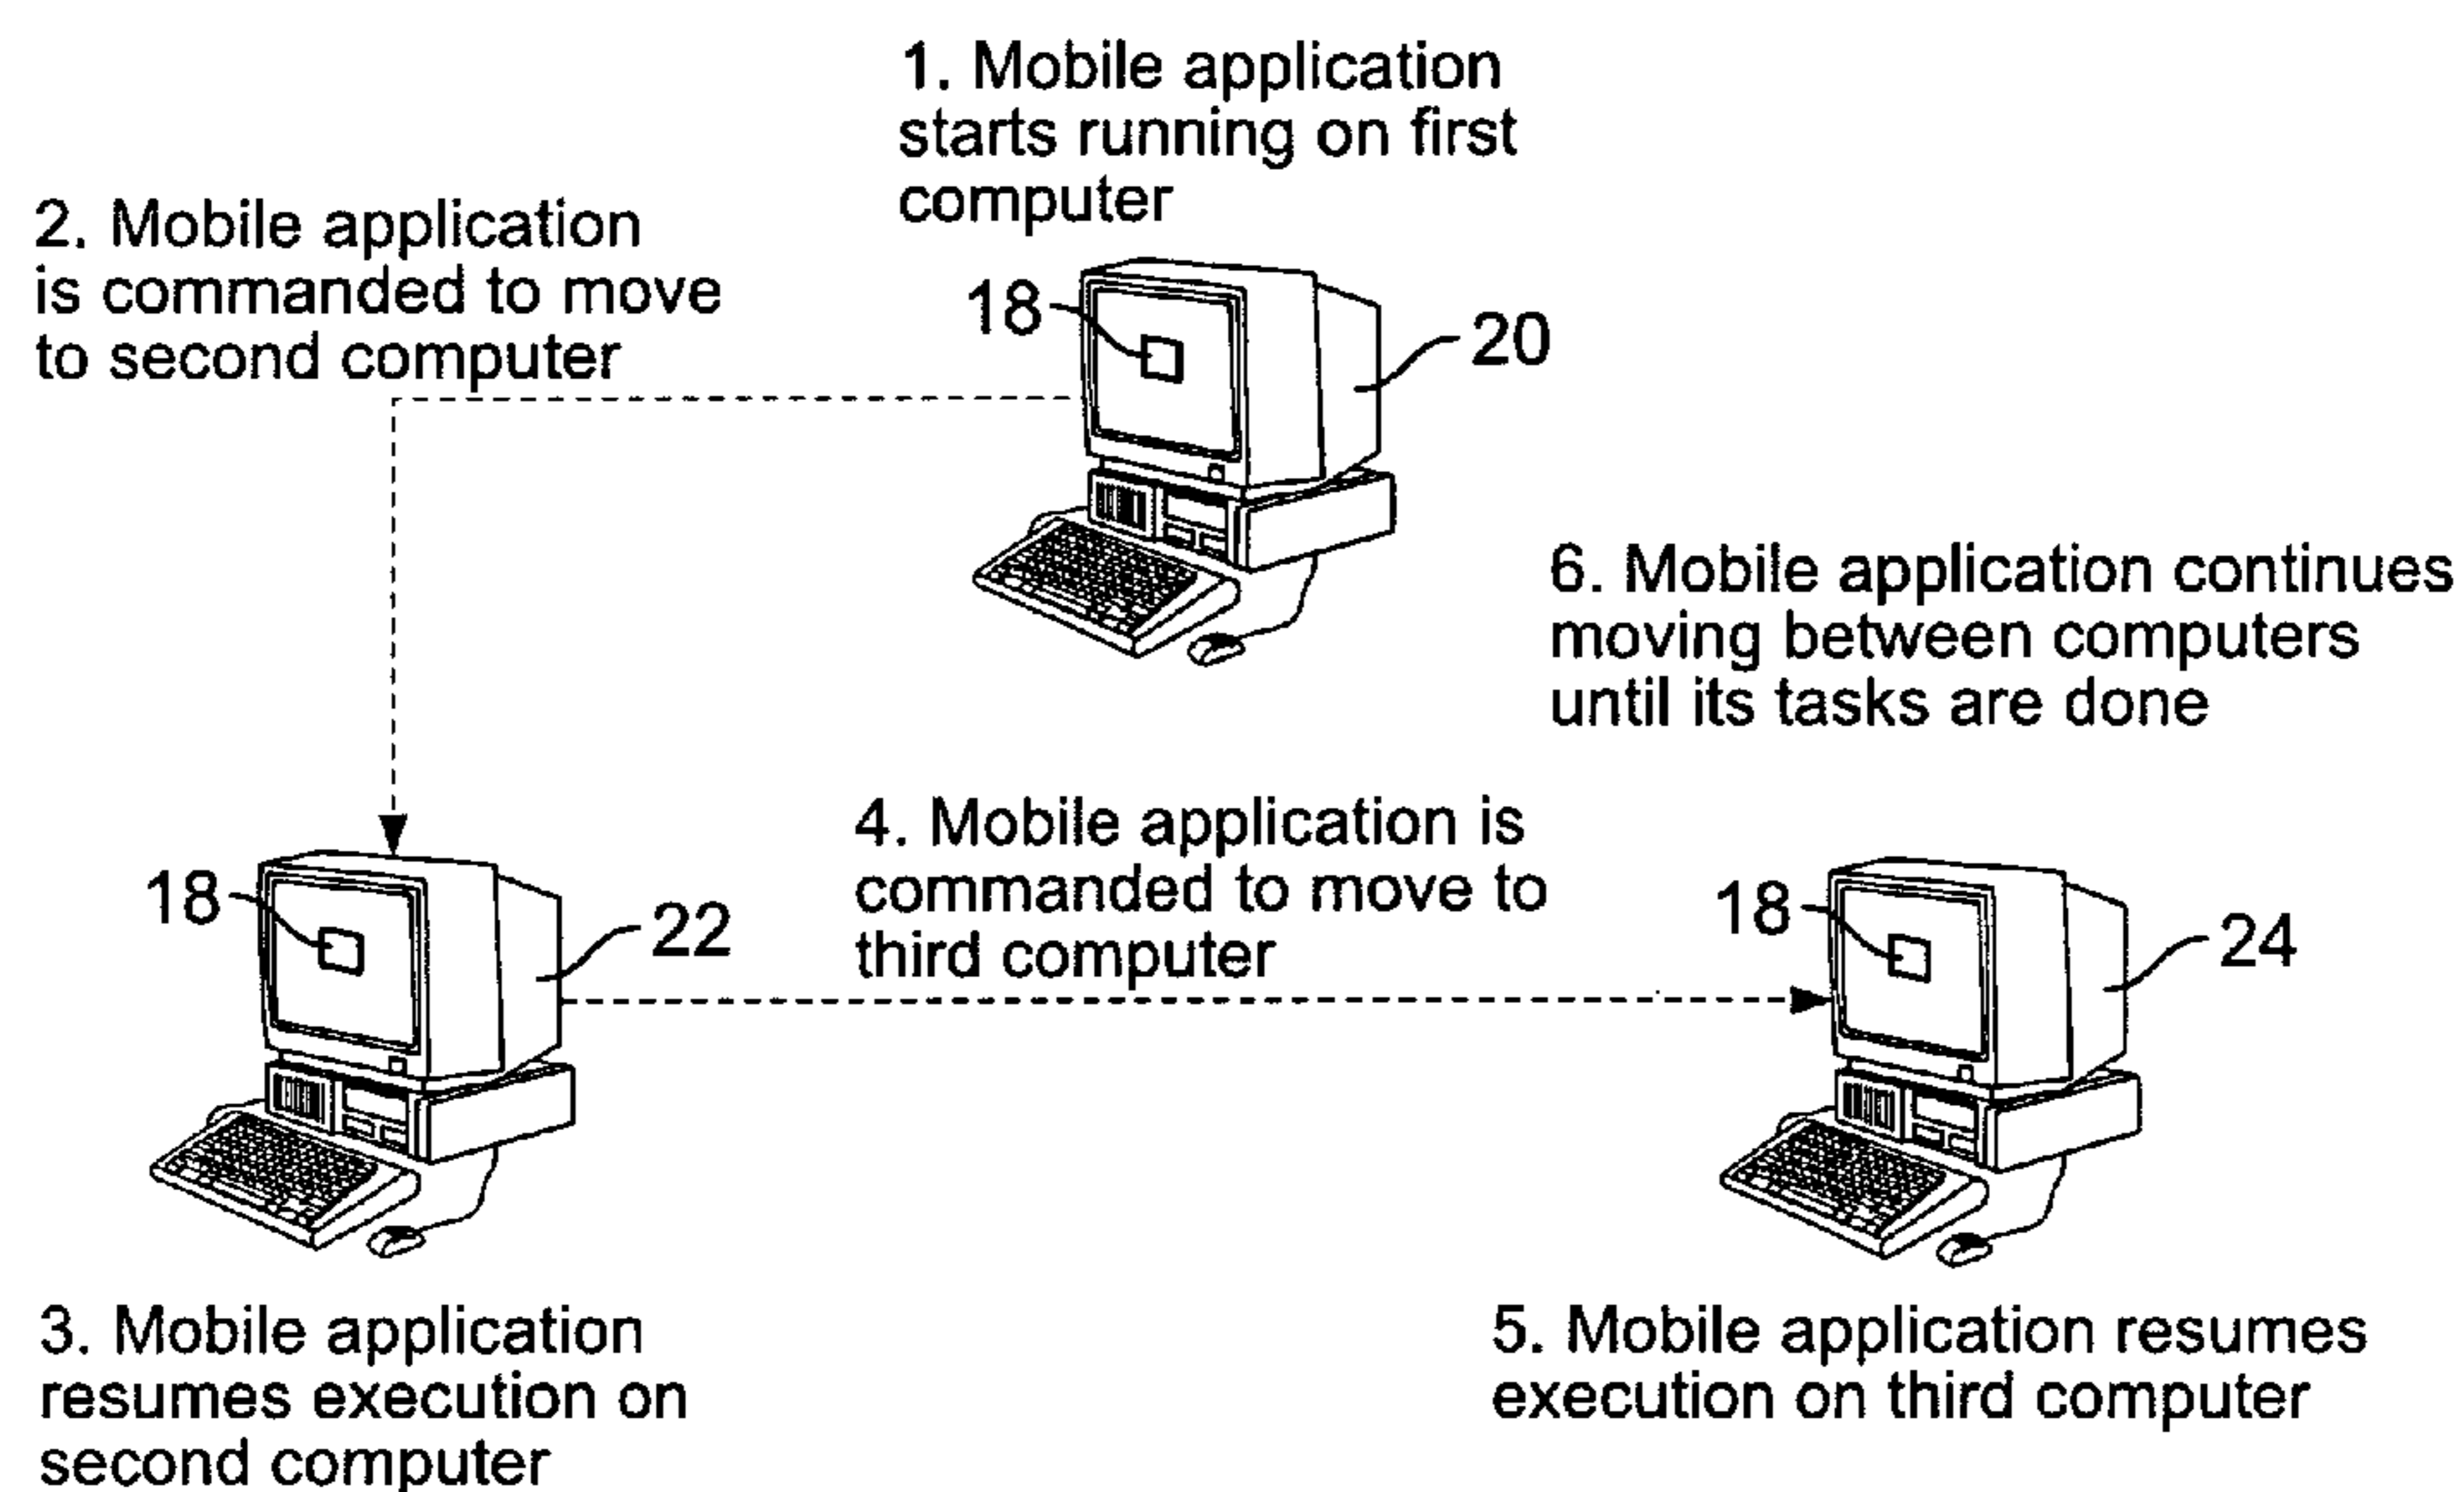 1. Mobile application
starts running on first
computer
2. Mobile application
is commanded to move
to second computer
18
20
6. Mobile application continues
moving between computers
until its tasks are done
4. Mobile application is
commanded to move to
third computer
18
22
18
24
3. Mobile application
resumes execution on
second computer
5. Mobile application resumes
execution on third computer